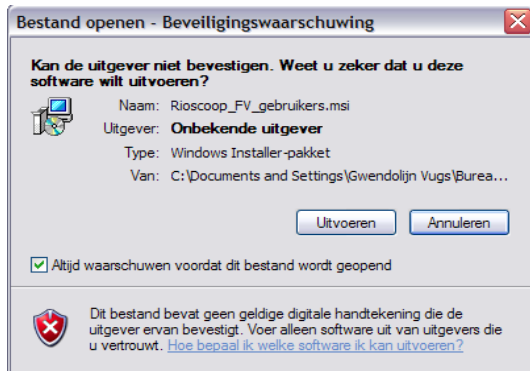 Bestand openen - Beveiligingswaarschuwing
Kan de uitgever niet bevestigen. Weet u zeker dat u deze
software wilt uitvoeren?
Naam: Rioscoop_FV_gebruikers.msi
Uitgever: Onbekende uitgever
Type: Windows Installer-pakket
Van: C:\Documents and Settings\Gwendolijn Vugs\Burea...
Uitvoeren Annuleren
Altijd waarschuwen voordat dit bestand wordt geopend
Dit bestand bevat geen geldige digitale handtekening die de
uitgever ervan bevestigt. Voer alleen software uit van uitgevers die
u vertrouwt. Hoe bepaal ik welke software ik kan uitvoeren?